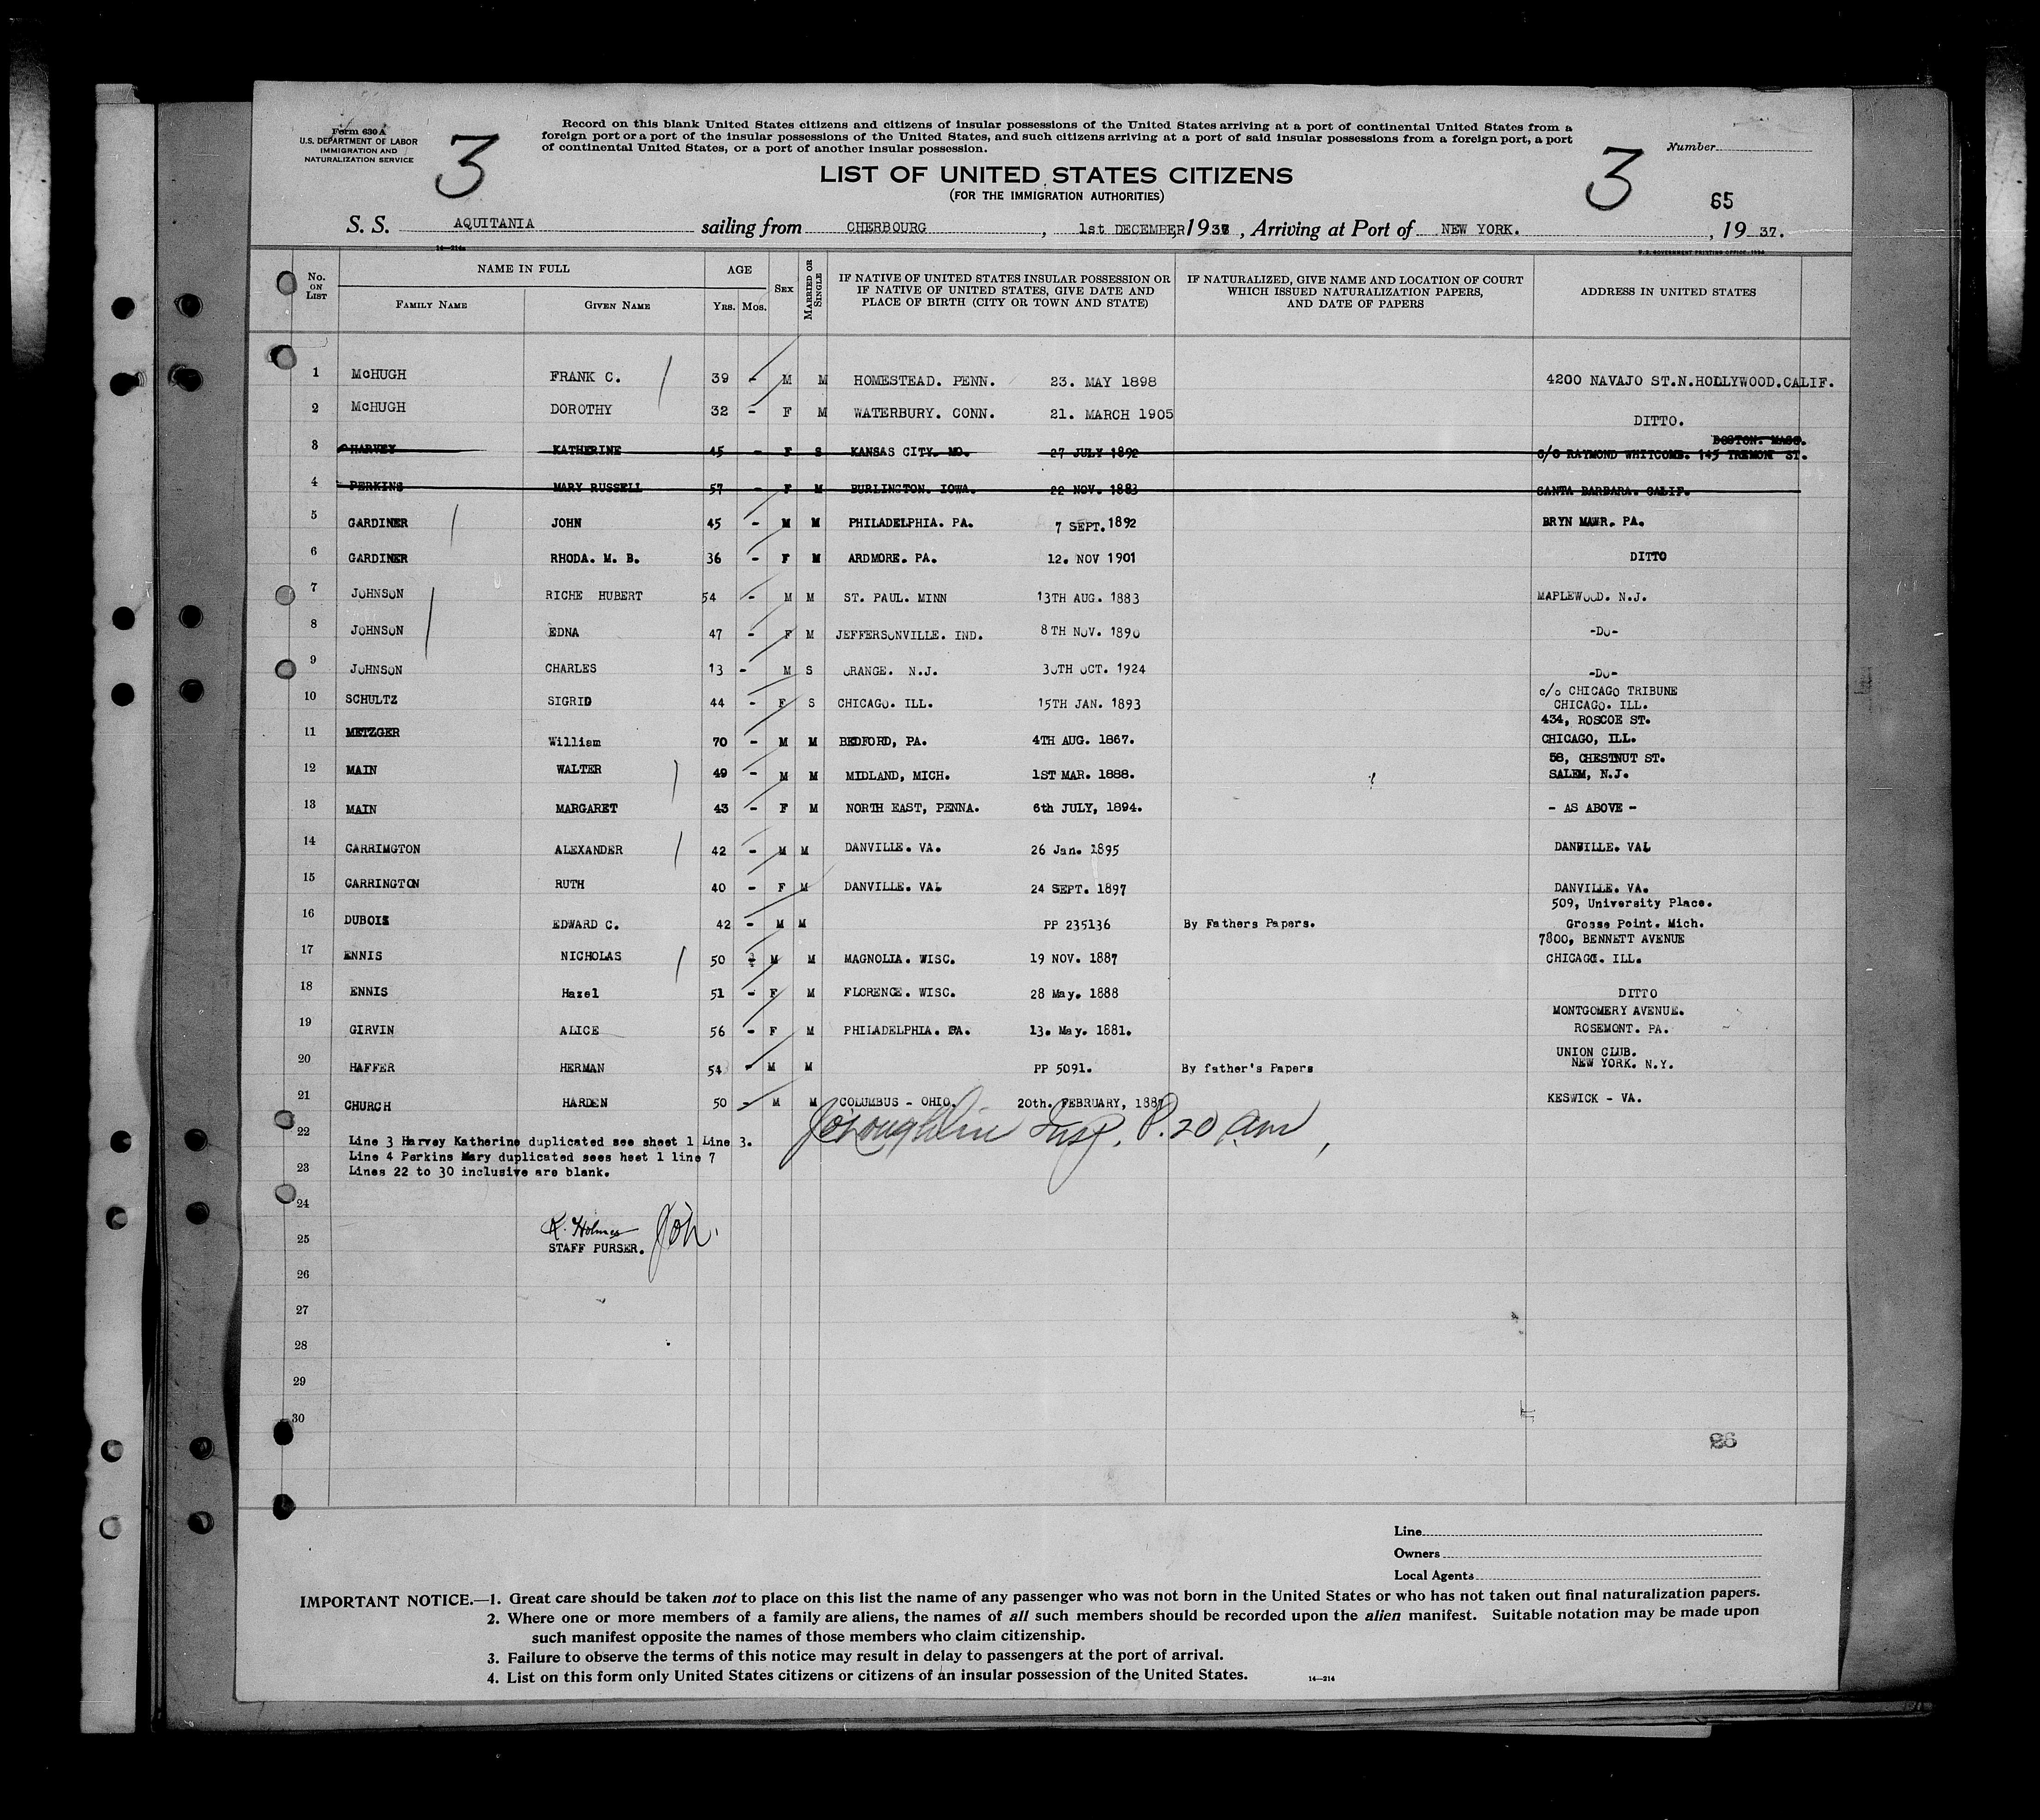 Form 630 A
U.S. DEPARTMENT OF LABOR
IMMIGRATION AND
NATURALIZATION SERVICE
3
Record on this blank United States citizens and citizens of insular possessions of the United States arriving at a port of continental United States from a
foreign port or a port of the insular possessions of the United States, and such citizens arriving at a port of said insular possessions from a foreign port, a port
of continental United States, or a port of another insular possession.
3
Number
LIST OF UNITED STATES CITIZENS
(FOR THE IMMIGRATION AUTHORITIES)
65
S. S. AQUITANIA sailing from CHERBOURG, 1st DECEMBER, 1937, Arriving at Port of NEW YORK., 19 37.
14—214a
U.S. GOVERNMENT PRINTING OFFICE: 1934
No. ON LIST
NAME IN FULL
FAMILY NAME
GIVEN NAME
AGE
YRS. MOS.
SEX
MARRIED OR SINGLE
IF NATIVE OF UNITED STATES INSULAR POSSESSION OR
IF NATIVE OF UNITED STATES, GIVE DATE AND
PLACE OF BIRTH (CITY OR TOWN AND STATE)
IF NATURALIZED, GIVE NAME AND LOCATION OF COURT
WHICH ISSUED NATURALIZATION PAPERS,
AND DATE OF PAPERS
ADDRESS IN UNITED STATES
1 McHUGH FRANK C. 39 - M M HOMESTEAD. PENN. 23. MAY 1898 4200 NAVAJO ST.N.HOLLYWOOD.CALIF.
2 McHUGH DOROTHY 32 - F M WATERBURY. CONN. 21. MARCH 1905 DITTO.
BOSTON. MASS.
3 HARVEY KATHERINE 45 - F S KANSAS CITY. MO. 27 JULY 1892 c/o RAYMOND WHITCOMB. 145 TREMONT ST.
4 PERKINS MARY RUSSELL 57 - F M BURLINGTON. IOWA. 22 NOV. 1883 SANTA BARBARA. CALIF.
5 GARDINER JOHN 45 - M M PHILADELPHIA. PA. 7 SEPT. 1892 BRYN MAWR. PA.
6 GARDINER RHODA. M. B. 36 - F M ARDMORE. PA. 12. NOV 1901 DITTO
7 JOHNSON RICHE HUBERT 54 - M M ST. PAUL. MINN 13TH AUG. 1883 MAPLEWOOD. N.J.
8 JOHNSON EDNA 47 - F M JEFFERSONVILLE. IND. 8TH NOV. 1890 -Do-
9 JOHNSON CHARLES 13 - M S ORANGE. N.J. 30TH OCT. 1924 -Do-
c/o CHICAGO TRIBUNE
10 SCHULTZ SIGRID 44 - F S CHICAGO. ILL. 15TH JAN. 1893 CHICAGO. ILL.
434, ROSCOE ST.
11 METZGER William 70 - M M BEDFORD, PA. 4TH AUG. 1867. CHICAGO, ILL.
58, CHESTNUT ST.
12 MAIN WALTER 49 - M M MIDLAND, MICH. 1ST MAR. 1888. SALEM, N.J.
13 MAIN MARGARET 43 - F M NORTH EAST, PENNA. 6th JULY, 1894. - AS ABOVE -
14 CARRIMGTON ALEXANDER 42 - M M DANVILLE. VA. 26 Jan. 1895 DANVILLE. VAL
15 CARRINGTON RUTH 40 - F M DANVILLE. VAL 24 SEPT. 1897 DANVILLE. VA.
509, University Place.
16 DUBOIS EDWARD C. 42 - M M PP 235136 By Fathers Papers. Grosse Point. Mich.
7800, BENNETT AVENUE
17 ENNIS NICHOLAS 50 M M MAGNOLIA. WISC. 19 NOV. 1887 CHICAGO. ILL.
18 ENNIS Hazel 51 - F M FLORENCE. WISC. 28 May. 1888 DITTO
MONTGOMERY AVENUE.
19 GIRVIN ALICE 56 - F M PHILADELPHIA. PA. 13. May. 1881. ROSEMONT. PA.
UNION CLUB.
20 HAFFER HERMAN 54 - M M PP 5091. By father's Papers NEW YORK. N.Y.
21 CHURCH HARDEN 50 - M M COLUMBUS - OHIO. 20th. FEBRUARY, 1887 KESWICK - VA.
22 Line 3 Harvey Katherine duplicated see sheet 1 Line 3. Insp. 8.20 am
Line 4 Perkins Mary duplicated sees heet 1 line 7
23 Lines 22 to 30 inclusive are blank.
24
K. Holmes
25 STAFF PURSER.
26
27
28
29
30
Line
Owners
Local Agents
IMPORTANT NOTICE.—1. Great care should be taken not to place on this list the name of any passenger who was not born in the United States or who has not taken out final naturalization papers.
2. Where one or more members of a family are aliens, the names of all such members should be recorded upon the alien manifest. Suitable notation may be made upon
such manifest opposite the names of those members who claim citizenship.
3. Failure to observe the terms of this notice may result in delay to passengers at the port of arrival.
4. List on this form only United States citizens or citizens of an insular possession of the United States.
14—214